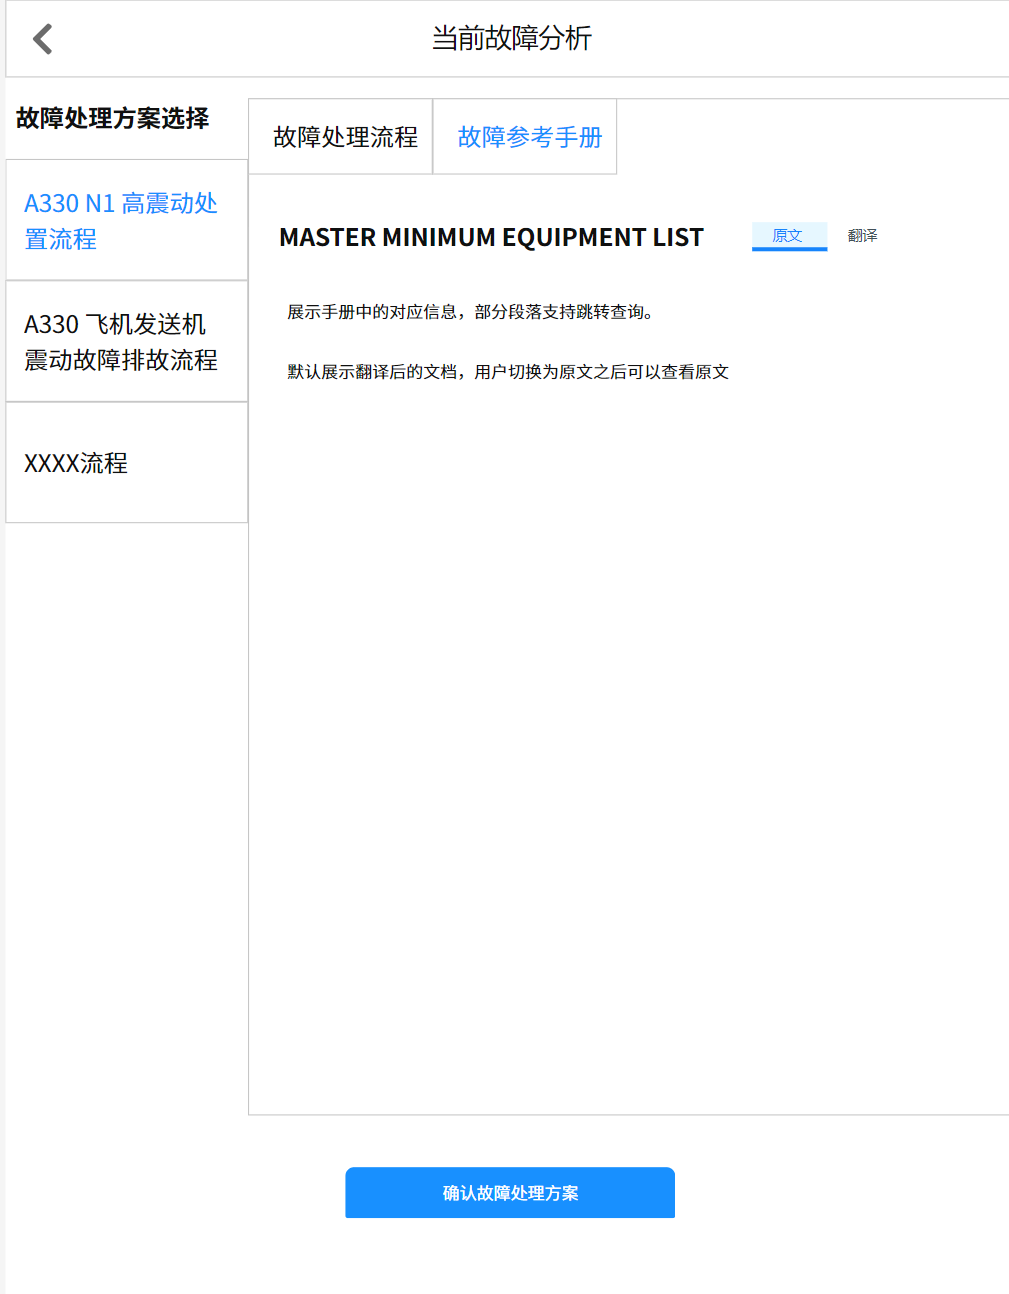 当前故障分析
故障处理方案选择
A330 N1 高震动处
置流程
A330 飞机发送机
震动故障排故流程
XXXX流程
故障处理流程
故障参考手册
MASTER MINIMUM EQUIPMENT LIST
原文
翻译
展示手册中的对应信息，部分段落支持跳转查询。
默认展示翻译后的文档，用户切换为原文之后可以查看原文
确认故障处理方案